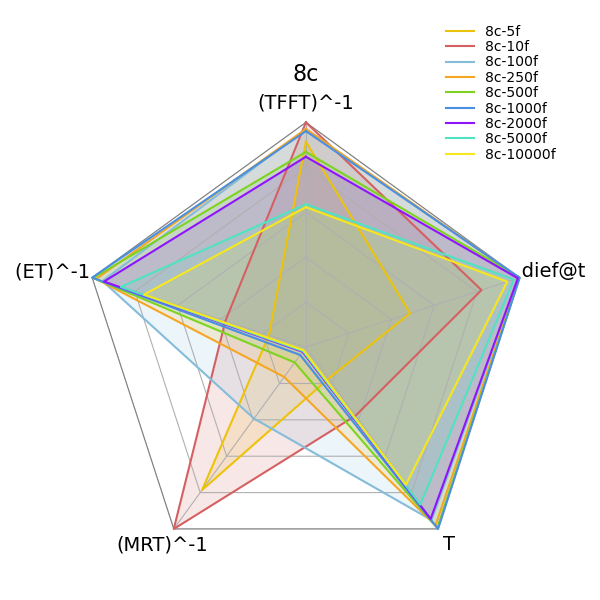 8c-5f
8c-10f
8c-100f
8c-250f
8c-500f
8c-1000f
8c-2000f
8c-5000f
8c-10000f
8c
(TFFT)^-1
(ET)^-1
dief@t
(MRT)^-1
T